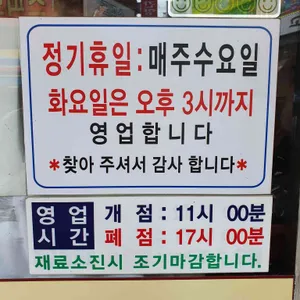 정기휴일:매주수요일
화요일은 오후 3시까지
영업합니다
*찾아 주셔서 감사 합니다*
영업 개 점 : 11시 00분
시간 폐 점 : 17시 00분
재료소진시 조기마감합니다.